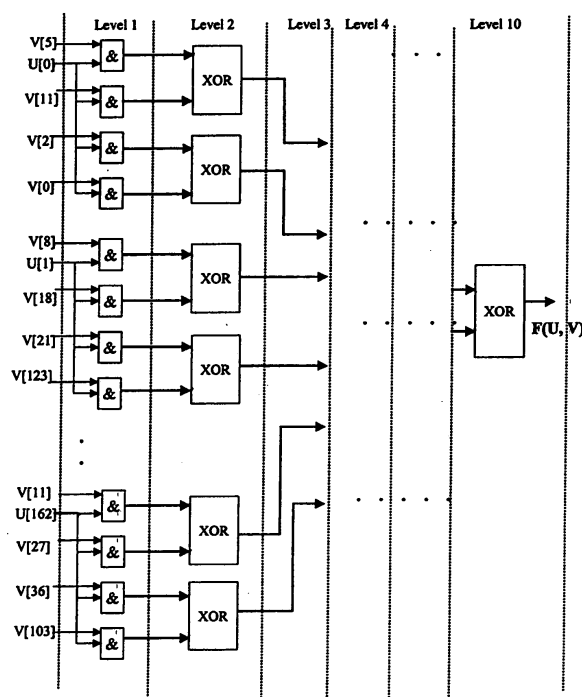 Level 1 Level 2 Level 3 Level 4 Level 10
V[5]
U[0]
&
XOR
V[11]
&
V[2]
&
XOR
V[0]
&
V[8]
U[1]
&
XOR
V[18]
&
V[21]
&
XOR
V[123]
&
XOR
F(U, V)
V[11]
U[162]
&
XOR
V[27]
&
V[36]
&
XOR
V[103]
&